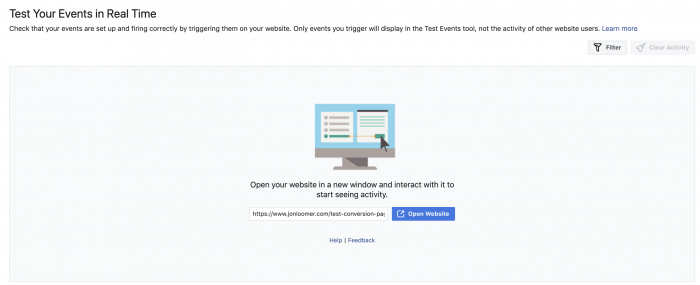 Test Your Events in Real Time
Check that your events are set up and firing correctly by triggering them on your website. Only events you trigger will display in the Test Events tool, not the activity of other website users. Learn more
Filter
Clear Activity
Open your website in a new window and interact with it to
start seeing activity.
https://www.jonloomer.com/test-conversion-pag
Open Website
Help | Feedback